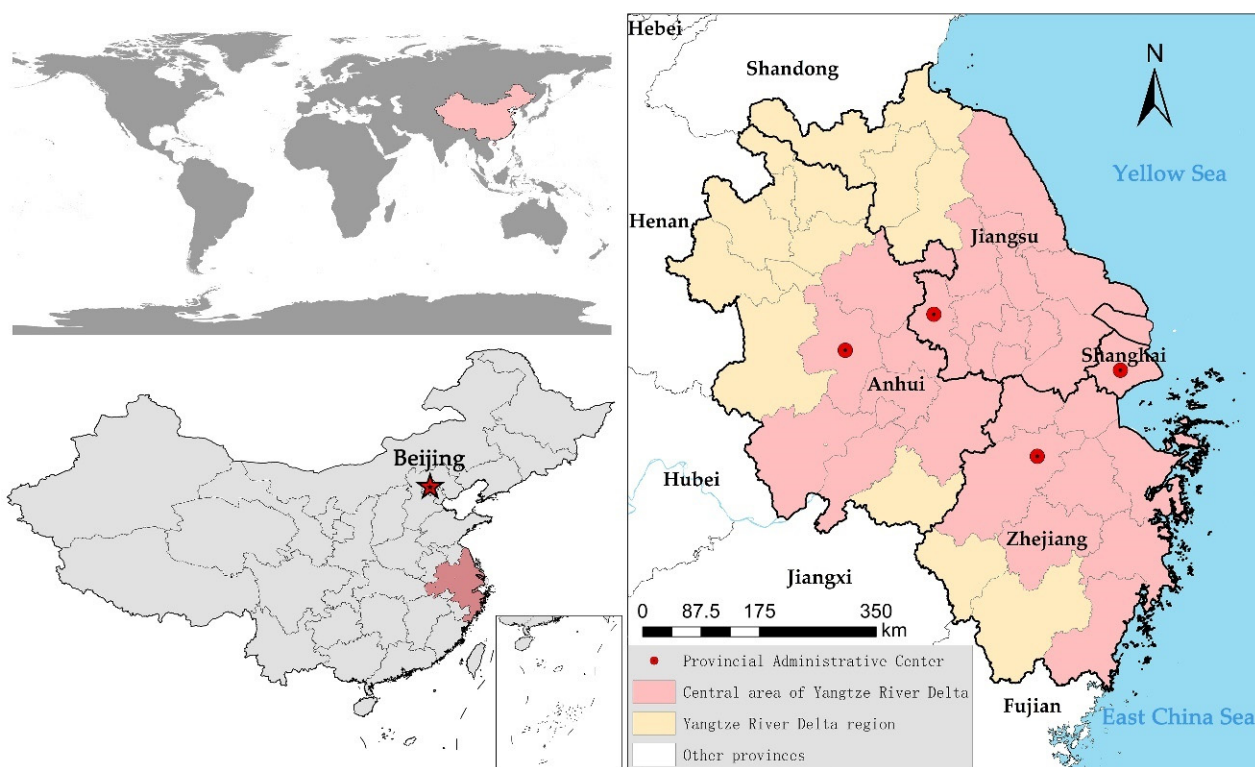 Beijing
Hebei
Shandong
N
Yellow Sea
Henan
Jiangsu
Shanghai
Anhui
Hubei
Zhejiang
Jiangxi
0 87.5 175 350
km
Provincial Administrative Center
Central area of Yangtze River Delta
Yangtze River Delta region
Other provinces
Fujian
East China Sea